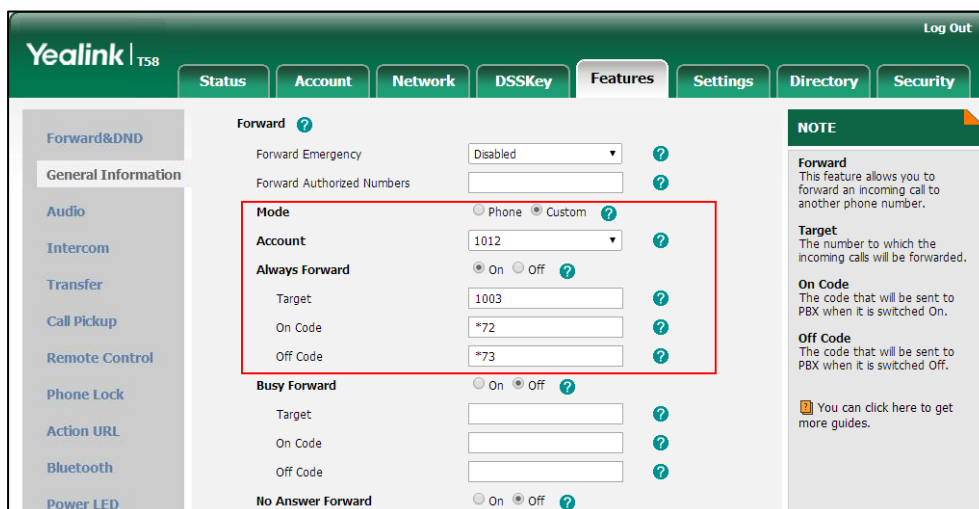 Log Out
Yealink | T58
Status Account Network DSSKey Features Settings Directory Security
Forward&DND
General Information
Audio
Intercom
Transfer
Call Pickup
Remote Control
Phone Lock
Action URL
Bluetooth
Power LED
Forward ?
Forward Emergency Disabled ?
Forward Authorized Numbers ?
Mode Phone Custom ?
Account 1012 ?
Always Forward On Off ?
Target 1003 ?
On Code *72 ?
Off Code *73 ?
Busy Forward On Off ?
Target ?
On Code ?
Off Code ?
No Answer Forward On Off ?
NOTE
Forward
This feature allows you to
forward an incoming call to
another phone number.
Target
The number to which the
incoming calls will be forwarded.
On Code
The code that will be sent to
PBX when it is switched On.
Off Code
The code that will be sent to
PBX when it is switched Off.
? You can click here to get
more guides.